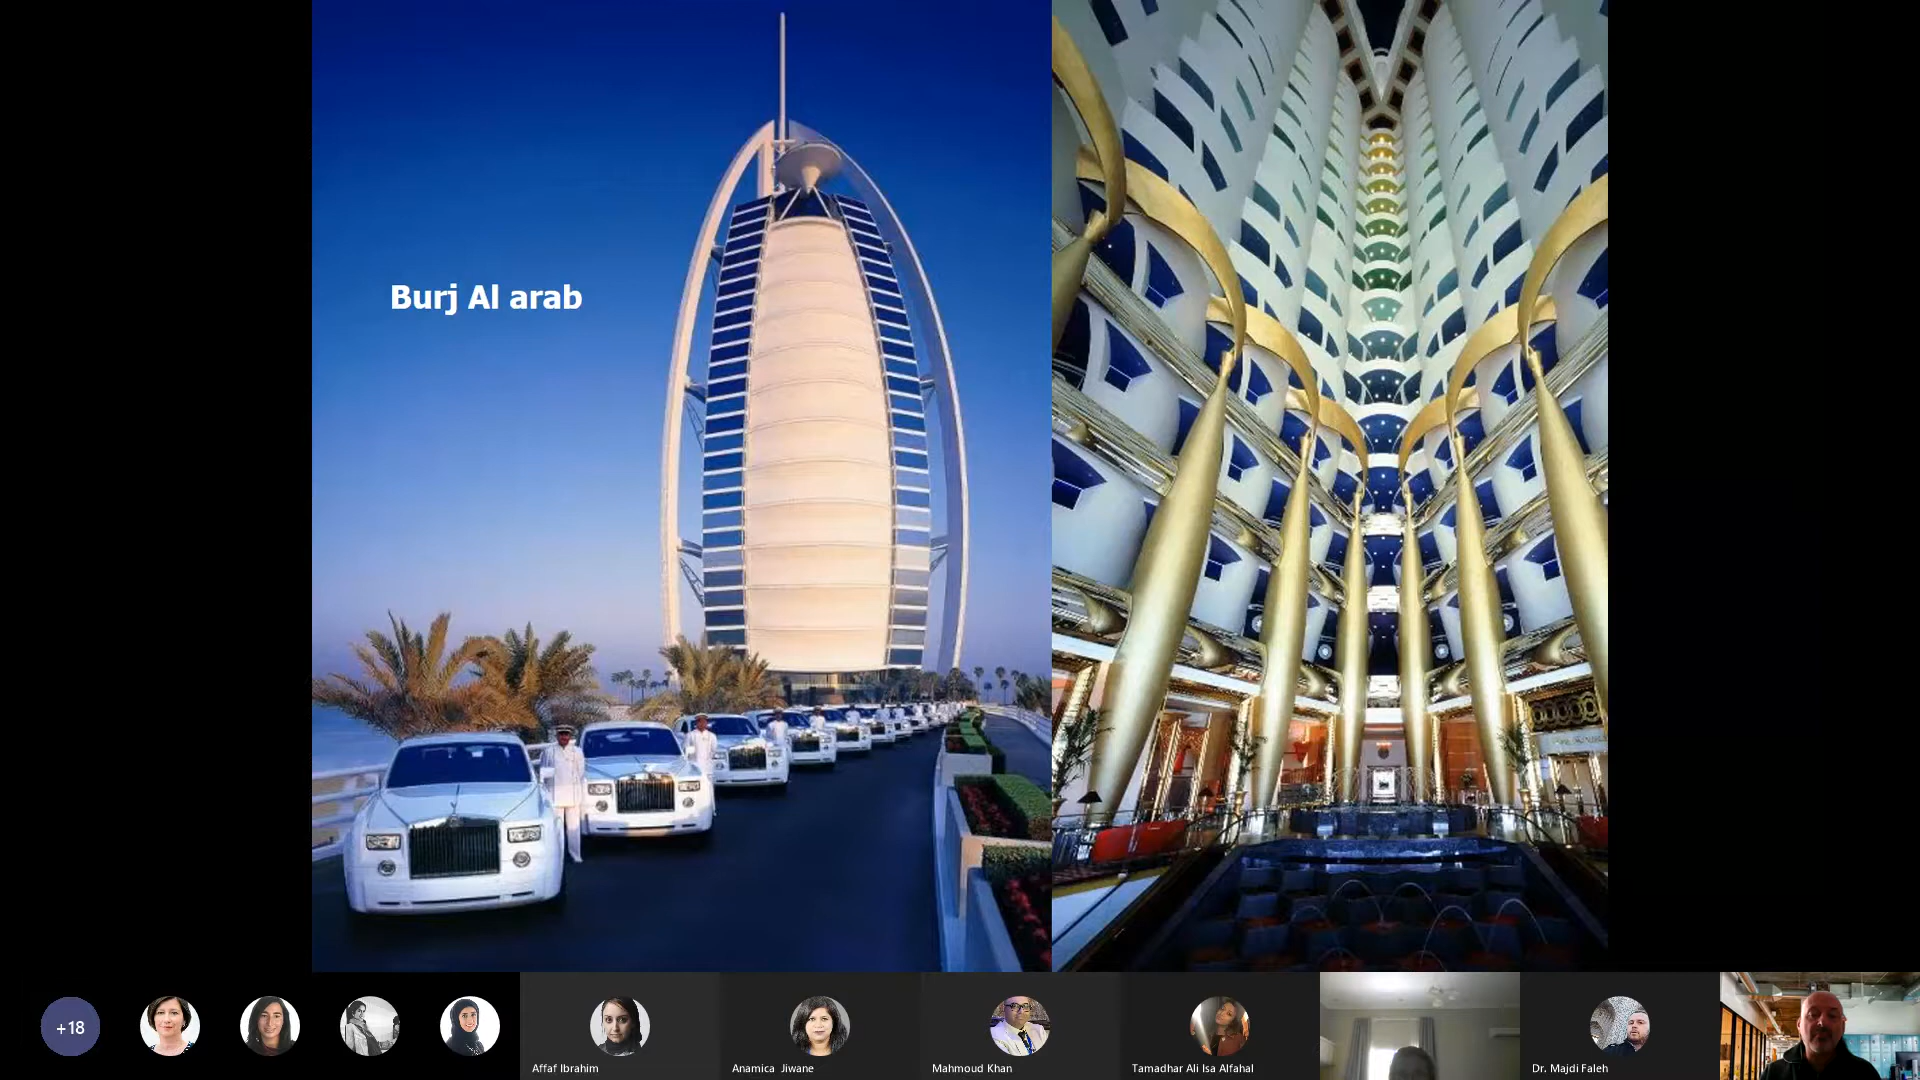 Burj Al arab
+18
Affaf Ibrahim
Anamica Jiwane
Mahmoud Khan
Tamadhar Ali Isa Alfahal
Dr. Majdi Faleh